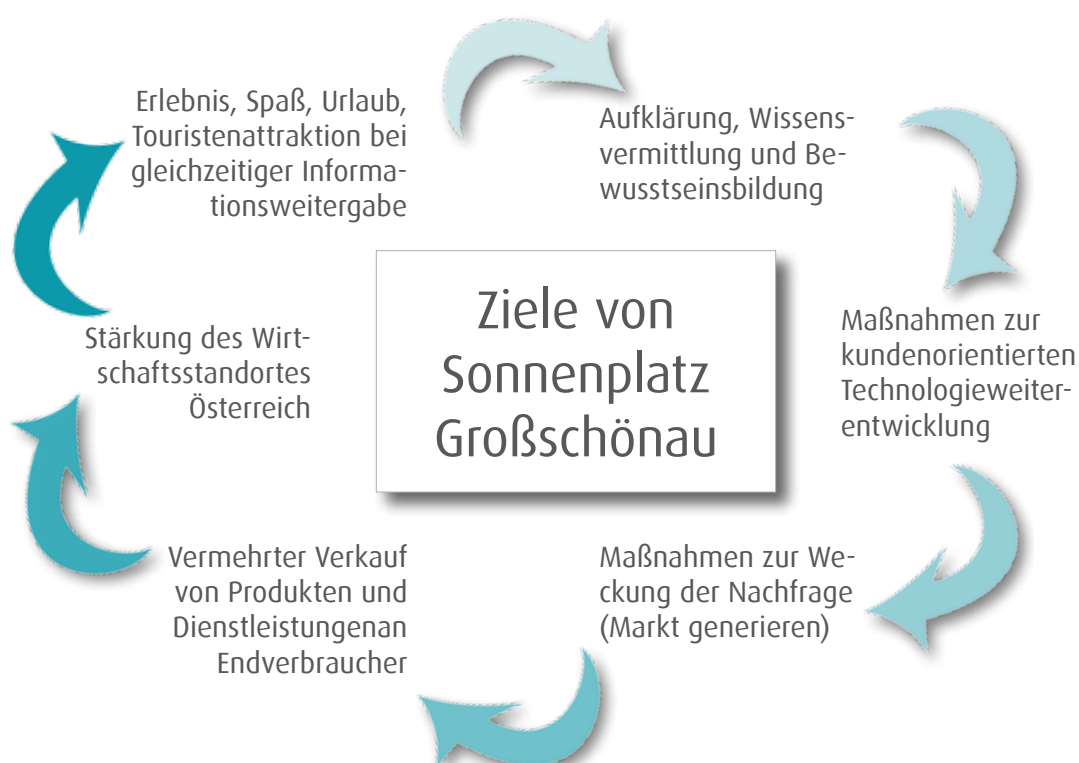 Erlebnis, Spaß, Urlaub,
Touristenattraktion bei
gleichzeitiger Informa-
tionsweitergabe
Aufklärung, Wissens-
vermittlung und Be-
wusstseinsbildung
Ziele von
Sonnenplatz
Großschönau
Maßnahmen zur
kundenorientierten
Technologieweiter-
entwicklung
Stärkung des Wirt-
schaftsstandortes
Österreich
Maßnahmen zur We-
ckung der Nachfrage
(Markt generieren)
Vermehrter Verkauf
von Produkten und
Dienstleistungenan
Endverbraucher